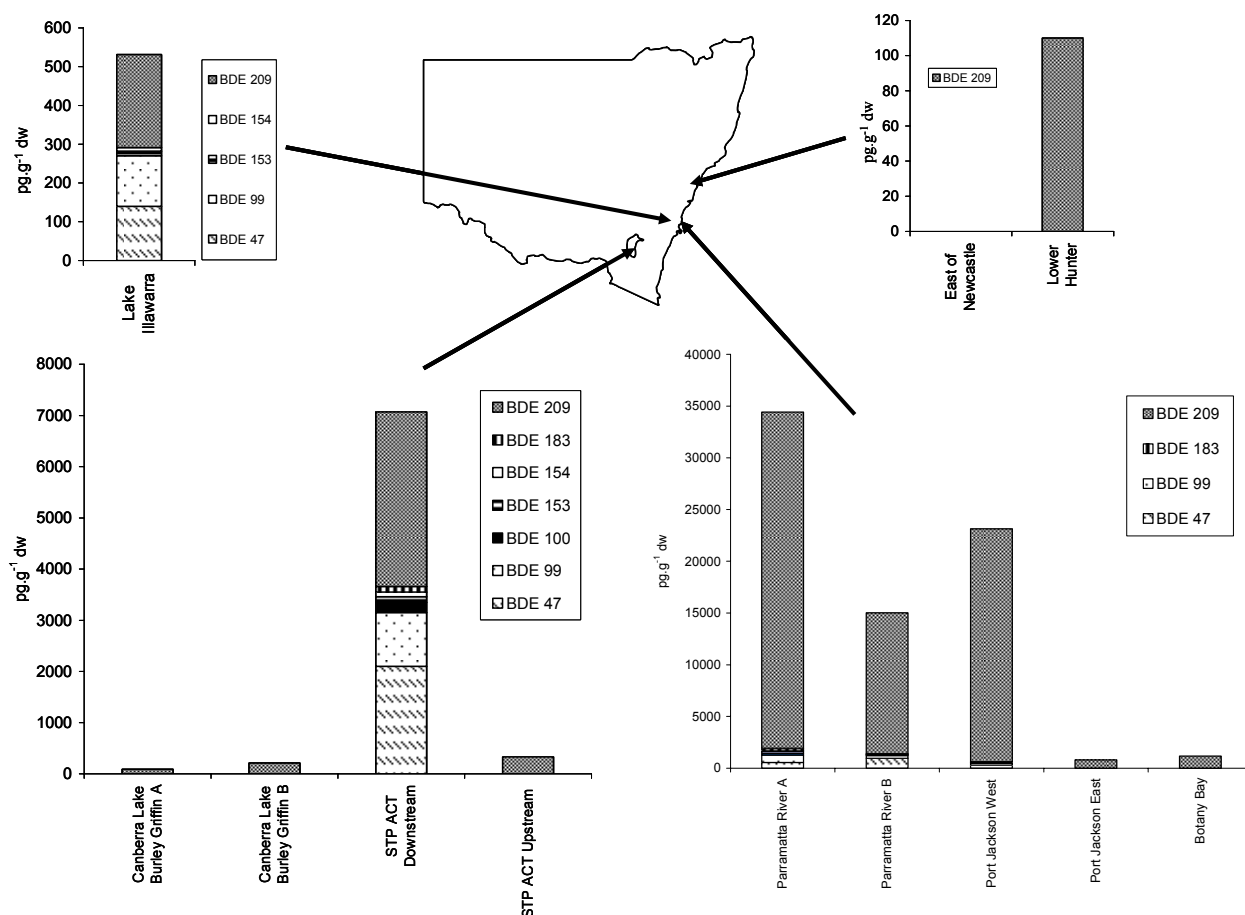 600
500
400
300
200
100
0
pg.g-1 dw
Lake
Illawarra
BDE 209
BDE 154
BDE 153
BDE 99
BDE 47
120
100
80
60
40
20
0
pg.g-1 dw
BDE 209
East of
Newcastle
Lower
Hunter
8000
7000
6000
5000
4000
3000
2000
1000
0
pg.g-1 dw
BDE 209
BDE 183
BDE 154
BDE 153
BDE 100
BDE 99
BDE 47
Canberra Lake
Burley Griffin A
Canberra Lake
Burley Griffin B
STP ACT
Downstream
STP ACT Upstream
40000
35000
30000
25000
20000
15000
10000
5000
0
pg.g-1 dw
BDE 209
BDE 183
BDE 99
BDE 47
Parramatta River A
Parramatta River B
Port Jackson West
Port Jackson East
Botany Bay